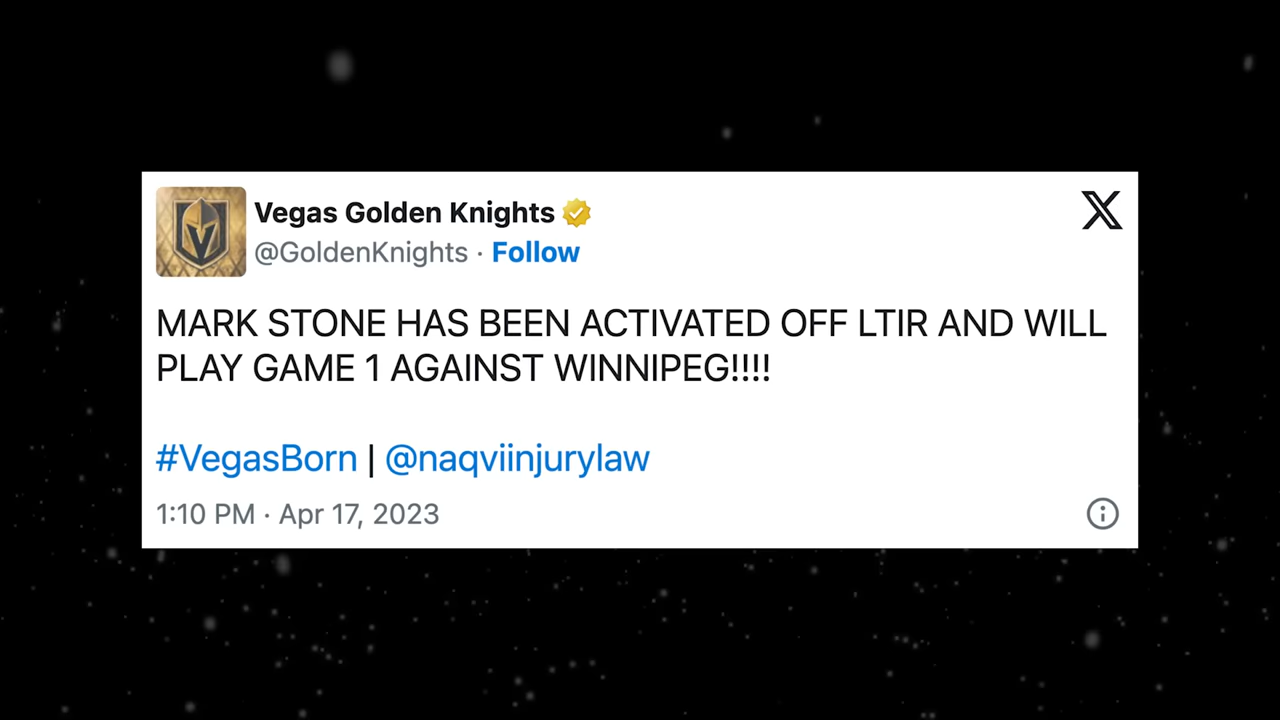 Vegas Golden Knights
@GoldenKnights · Follow
MARK STONE HAS BEEN ACTIVATED OFF LTIR AND WILL
PLAY GAME 1 AGAINST WINNIPEG!!!!
#VegasBorn | @naqviinjurylaw
1:10 PM · Apr 17, 2023